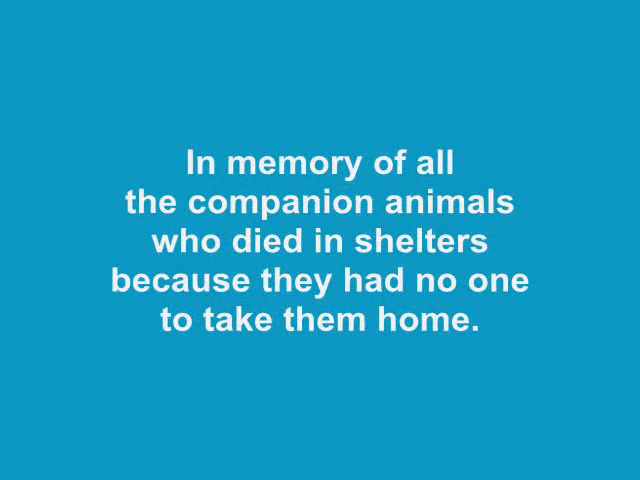 In memory of all
the companion animals
who died in shelters
because they had no one
to take them home.